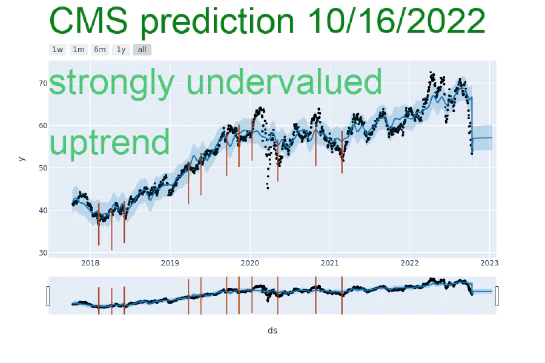 CMS prediction 10/16/2022
1w 1m 6m 1y all
strongly undervalued
uptrend
70
60
50
40
30
y
2018 2019 2020 2021 2022 2023
ds